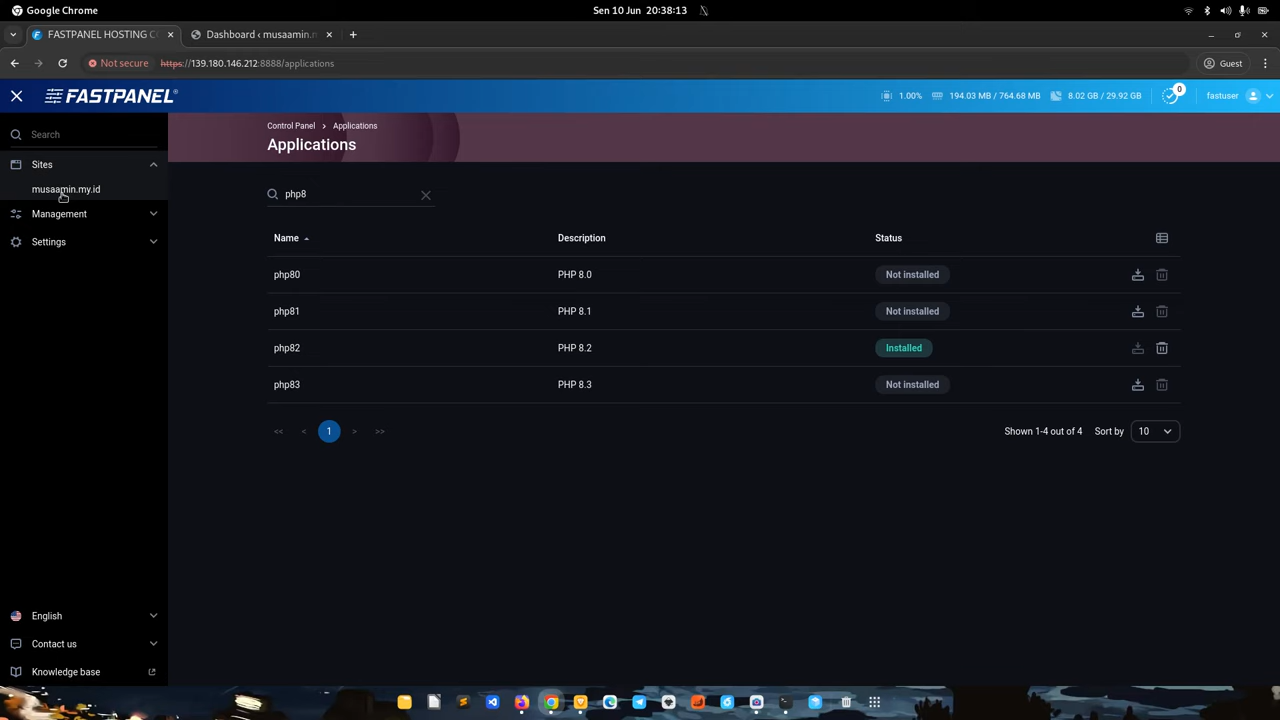 Google Chrome
Sen 10 Jun 20:38:13
FASTPANEL HOSTING C
Dashboard ‹ musaamin.m
Not secure
https://139.180.146.212:8888/applications
Guest
FASTPANEL
1.00%
194.03 MB / 764.68 MB
8.02 GB / 29.92 GB
0
fastuser
Search
Sites
musaamin.my.id
Management
Settings
English
Contact us
Knowledge base
Control Panel > Applications
Applications
php8
Name
Description
Status
php80
PHP 8.0
Not installed
php81
PHP 8.1
Not installed
php82
PHP 8.2
Installed
php83
PHP 8.3
Not installed
<< < 1 > >>
Shown 1-4 out of 4
Sort by
10